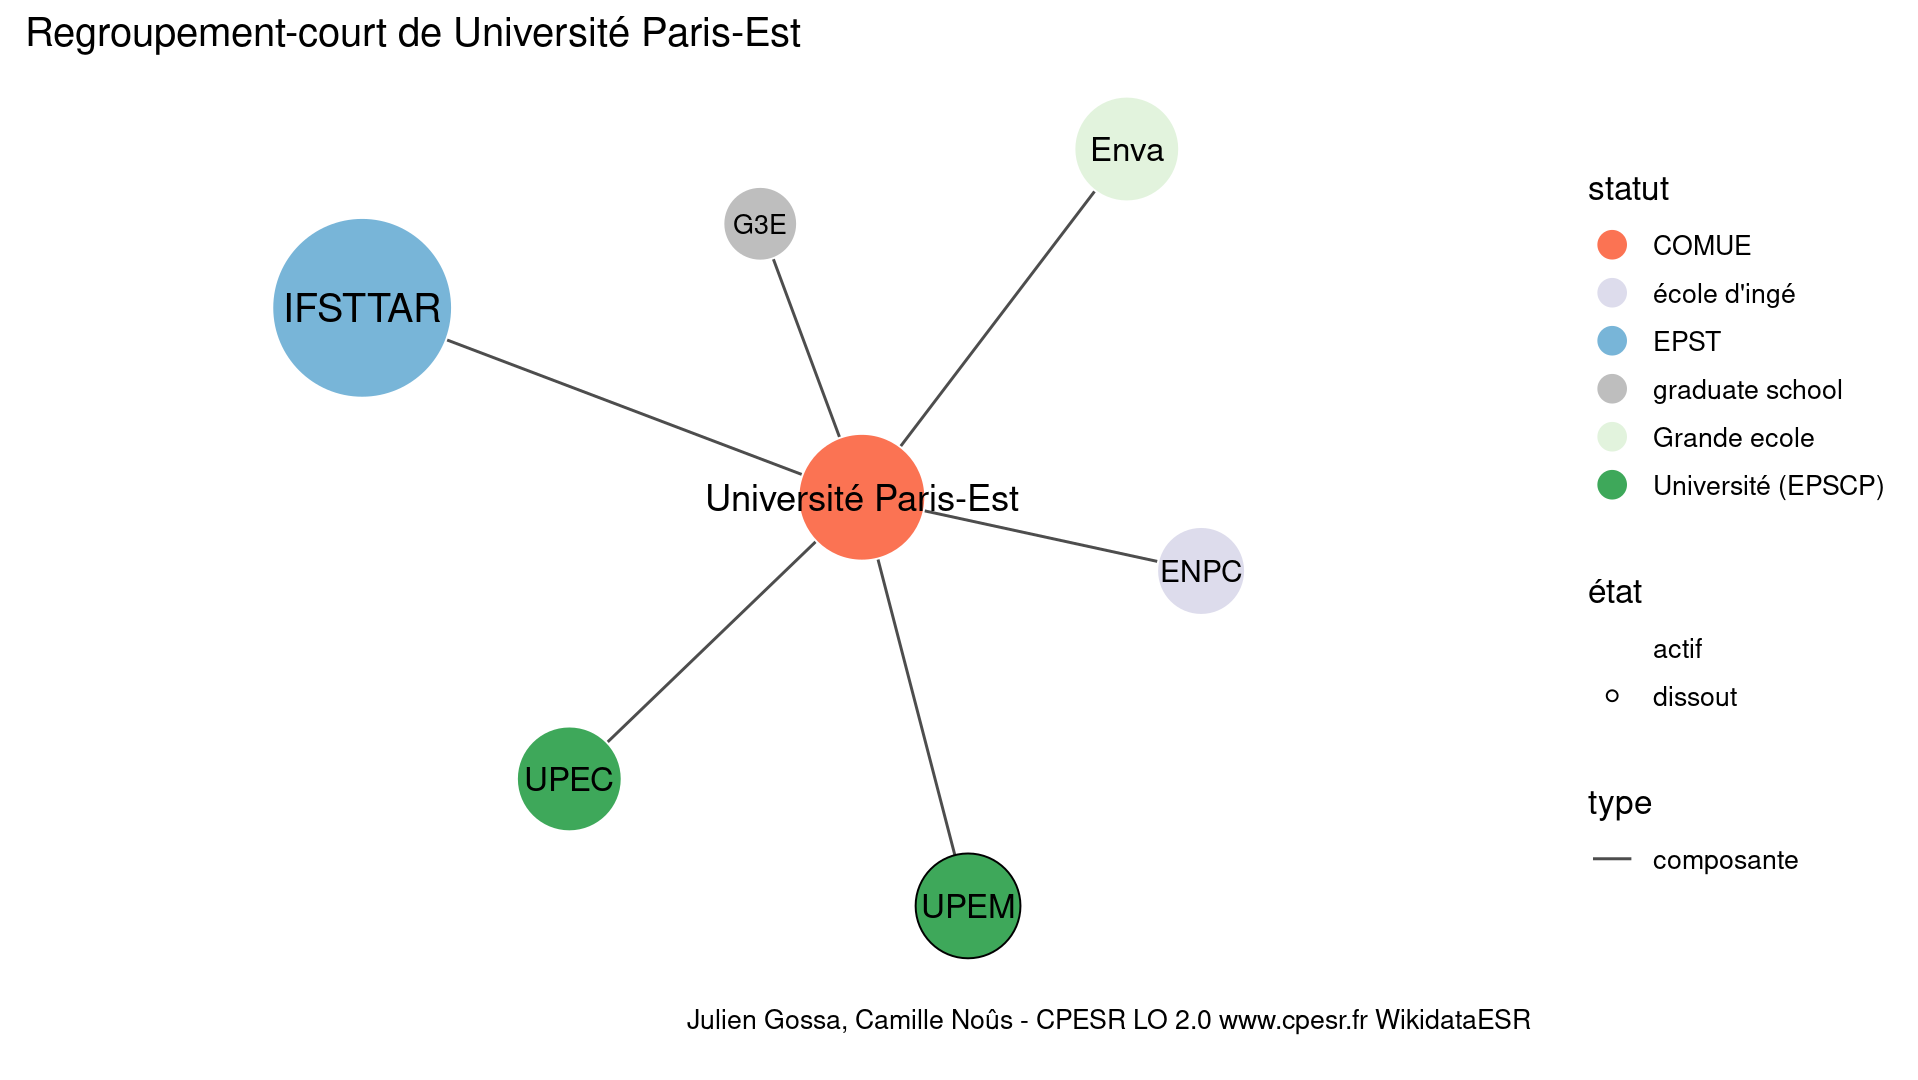 Regroupement-court de Université Paris-Est
Enva
G3E
IFSTTAR
Université Paris-Est
ENPC
UPEC
UPEM
statut
COMUE
école d'ingé
EPST
graduate school
Grande ecole
Université (EPSCP)
état
actif
dissout
type
composante
Julien Gossa, Camille Noûs - CPESR LO 2.0 www.cpesr.fr WikidataESR